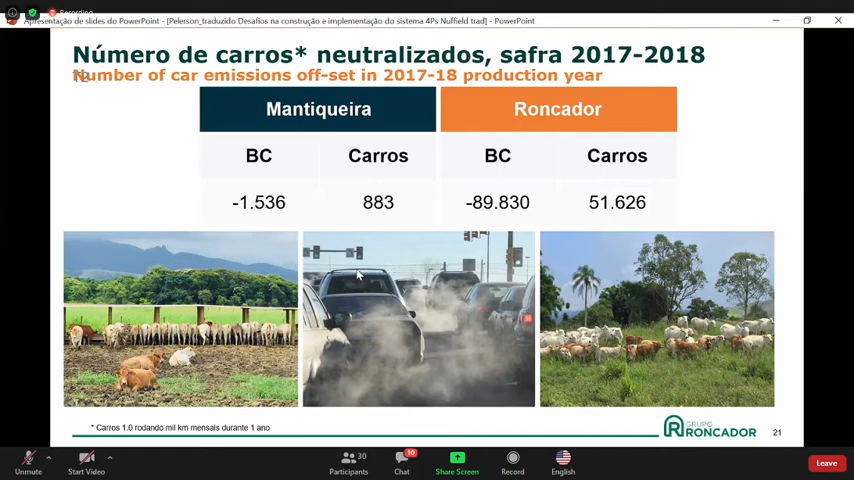 Recording
Apresentação de slides do PowerPoint - [Pelerson_traduzido Desafios na construção e implementação do sistema 4Ps Nuffield trad] - PowerPoint
Número de carros* neutralizados, safra 2017-2018
Number of car emissions off-set in 2017-18 production year
Mantiqueira Roncador
BC Carros BC Carros
-1.536 883 -89.830 51.626
* Carros 1.0 rodando mil km mensais durante 1 ano
GRUPO
RONCADOR
21
30 10
Unmute Start Video Participants Chat Share Screen Record English Leave